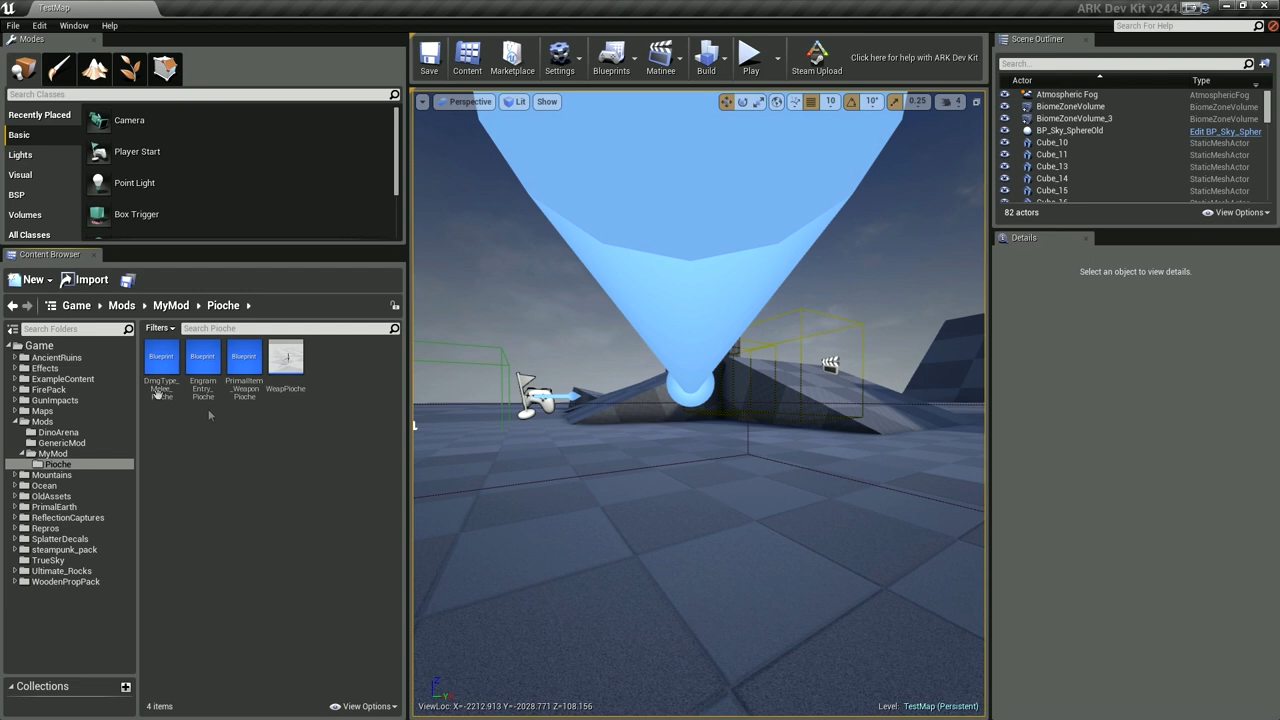 TestMap
ARK Dev Kit v244.
File Edit Window Help
Search For Help
Modes
Search Classes
Recently Placed
Basic
Lights
Visual
BSP
Volumes
All Classes
Camera
Player Start
Point Light
Box Trigger
Save
Content
Marketplace
Settings
Blueprints
Matinee
Build
Play
Steam Upload
Click here for help with ARK Dev Kit
Perspective
Lit
Show
10
10°
0.25
4
Scene Outliner
Search...
Actor Type
Atmospheric Fog AtmosphericFog
BiomeZoneVolume BiomeZoneVolume
BiomeZoneVolume_3 BiomeZoneVolume
BP_Sky_SphereOld Edit BP_Sky_Spher
Cube_10 StaticMeshActor
Cube_11 StaticMeshActor
Cube_13 StaticMeshActor
Cube_14 StaticMeshActor
Cube_15 StaticMeshActor
82 actors
View Options
Details
Select an object to view details.
Content Browser
New Import
Game Mods MyMod Pioche
Search Folders
Filters
Search Pioche
Game
AncientRuins
Effects
ExampleContent
FirePack
GunImpacts
Maps
Mods
DinoArena
GenericMod
MyMod
Pioche
Mountains
Ocean
OldAssets
PrimalEarth
ReflectionCaptures
Repros
SplatterDecals
steampunk_pack
TrueSky
Ultimate_Rocks
WoodenPropPack
Blueprint
DmgType_
Melee_
Pioche
Blueprint
Engram
Entry_
Pioche
Blueprint
PrimalItem
_Weapon
Pioche
WeapPioche
Collections
4 items
View Options
Z
Y
ViewLoc: X=-2212.913 Y=-2028.771 Z=108.156
Level: TestMap (Persistent)